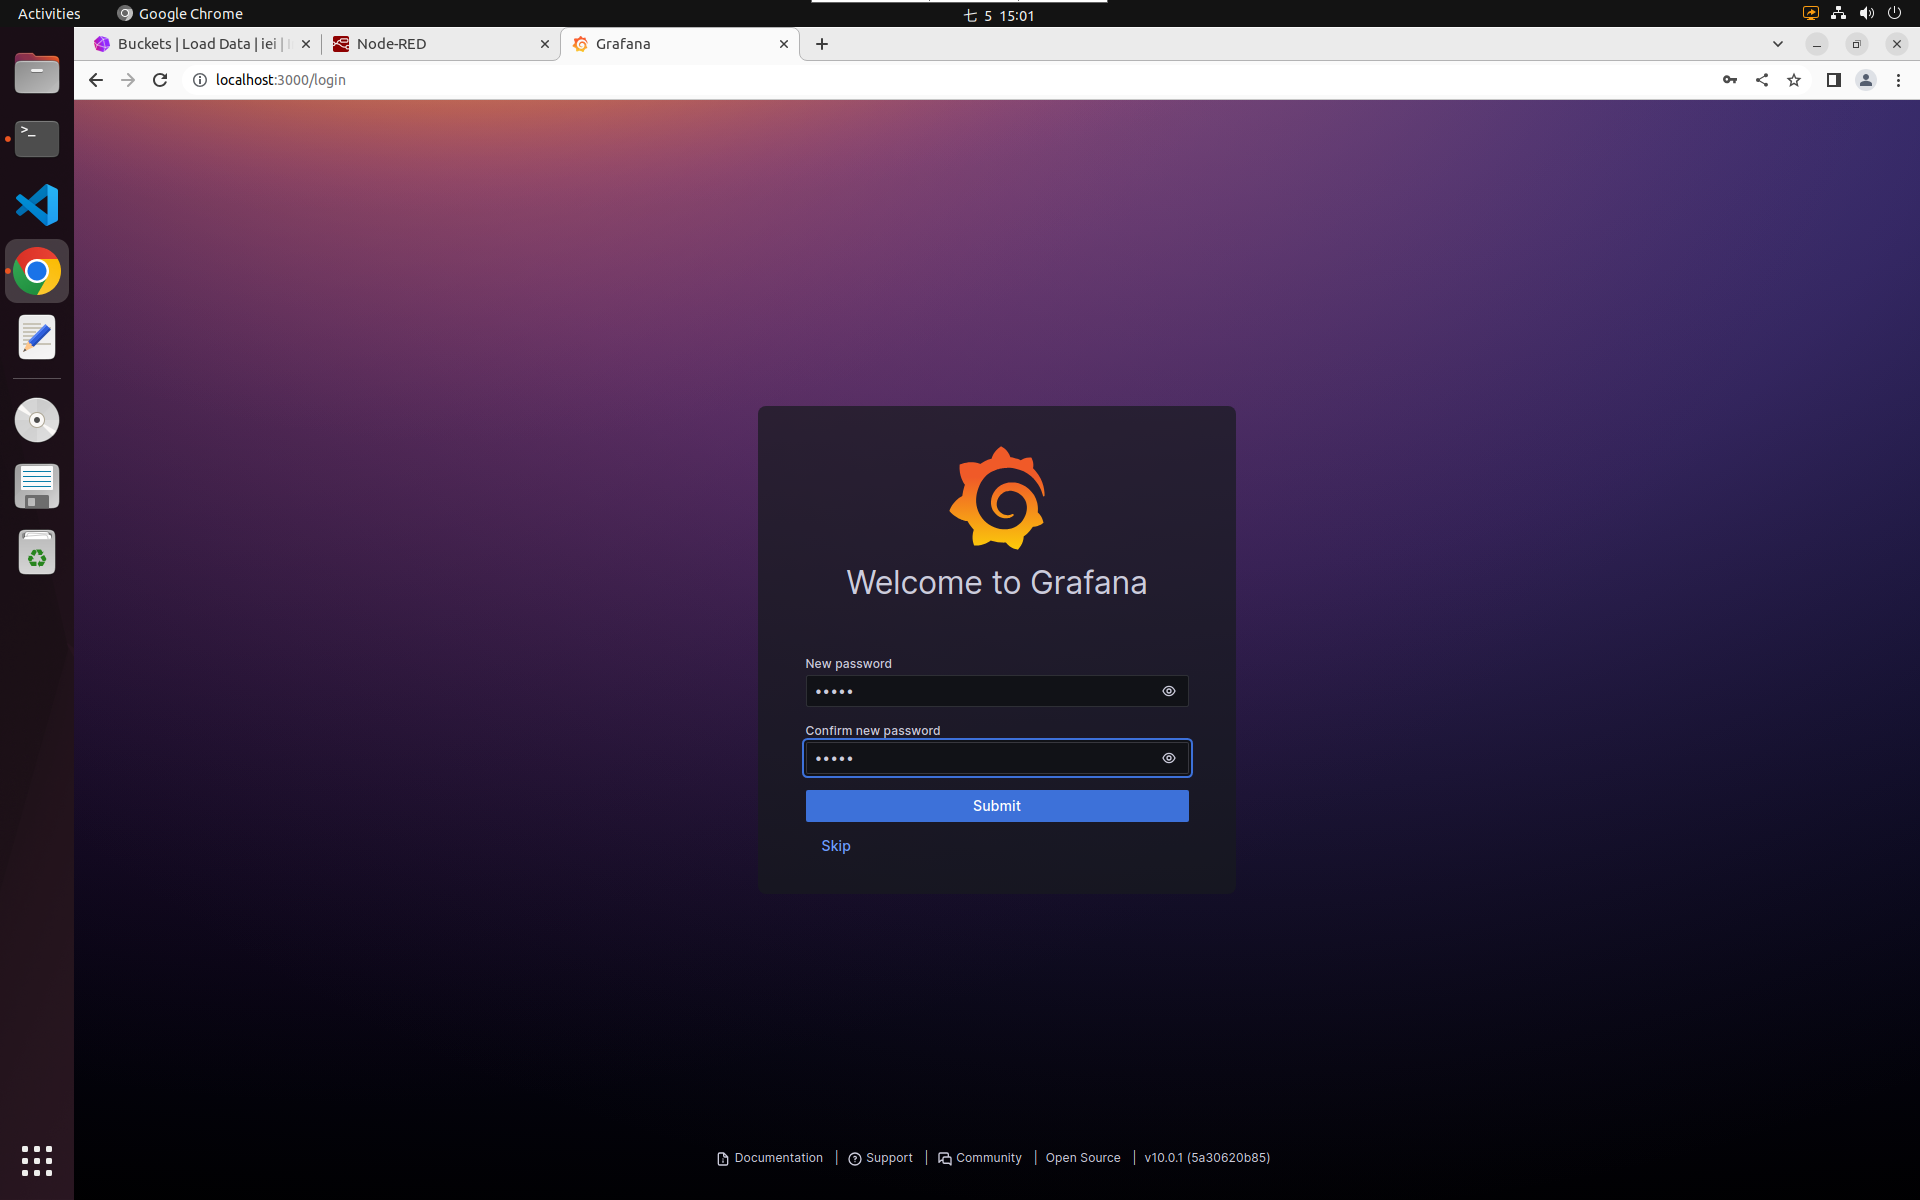 Activities
Google Chrome
七 5 15:01
Buckets | Load Data | iei |
Node-RED
Grafana
localhost:3000/login
Welcome to Grafana
New password
•••••
Confirm new password
•••••
Submit
Skip
Documentation | Support | Community | Open Source | v10.0.1 (5a30620b85)